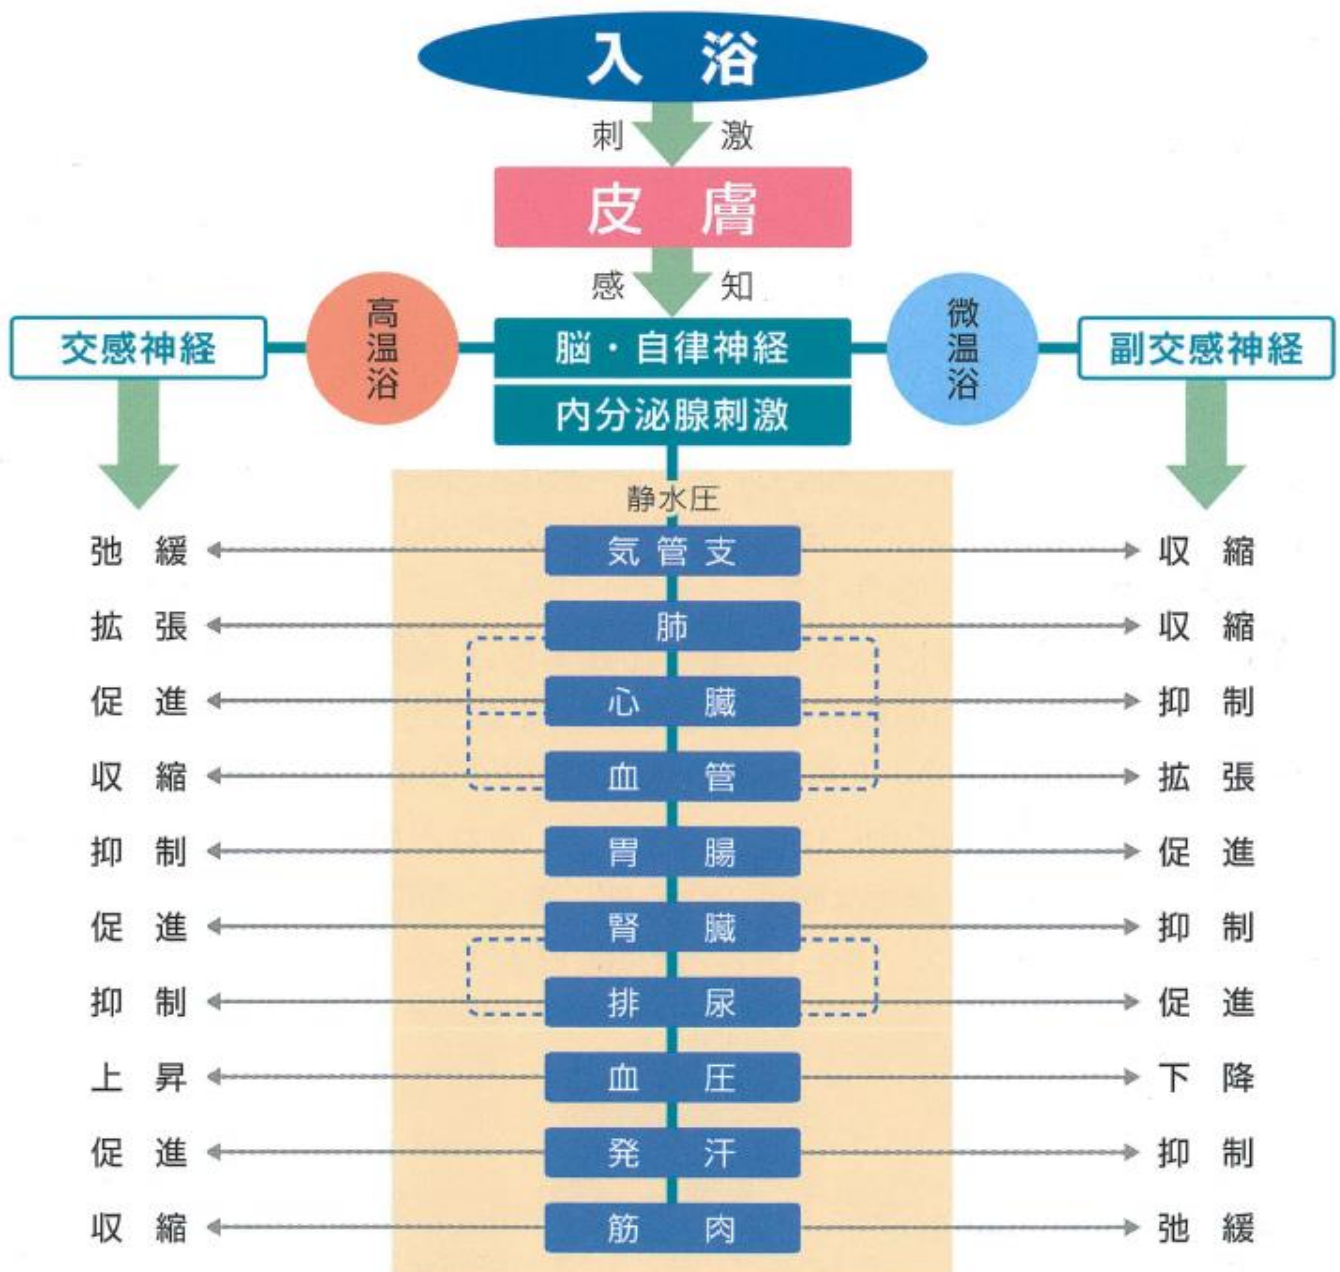 入浴
刺激
皮膚
感知
高温浴
微温浴
交感神経
脳・自律神経
副交感神経
内分泌腺刺激
静水圧
弛緩 気管支 収縮
拡張 肺 収縮
促進 心臓 抑制
収縮 血管 拡張
抑制 胃腸 促進
促進 腎臓 抑制
抑制 排尿 促進
上昇 血圧 下降
促進 発汗 抑制
収縮 筋肉 弛緩